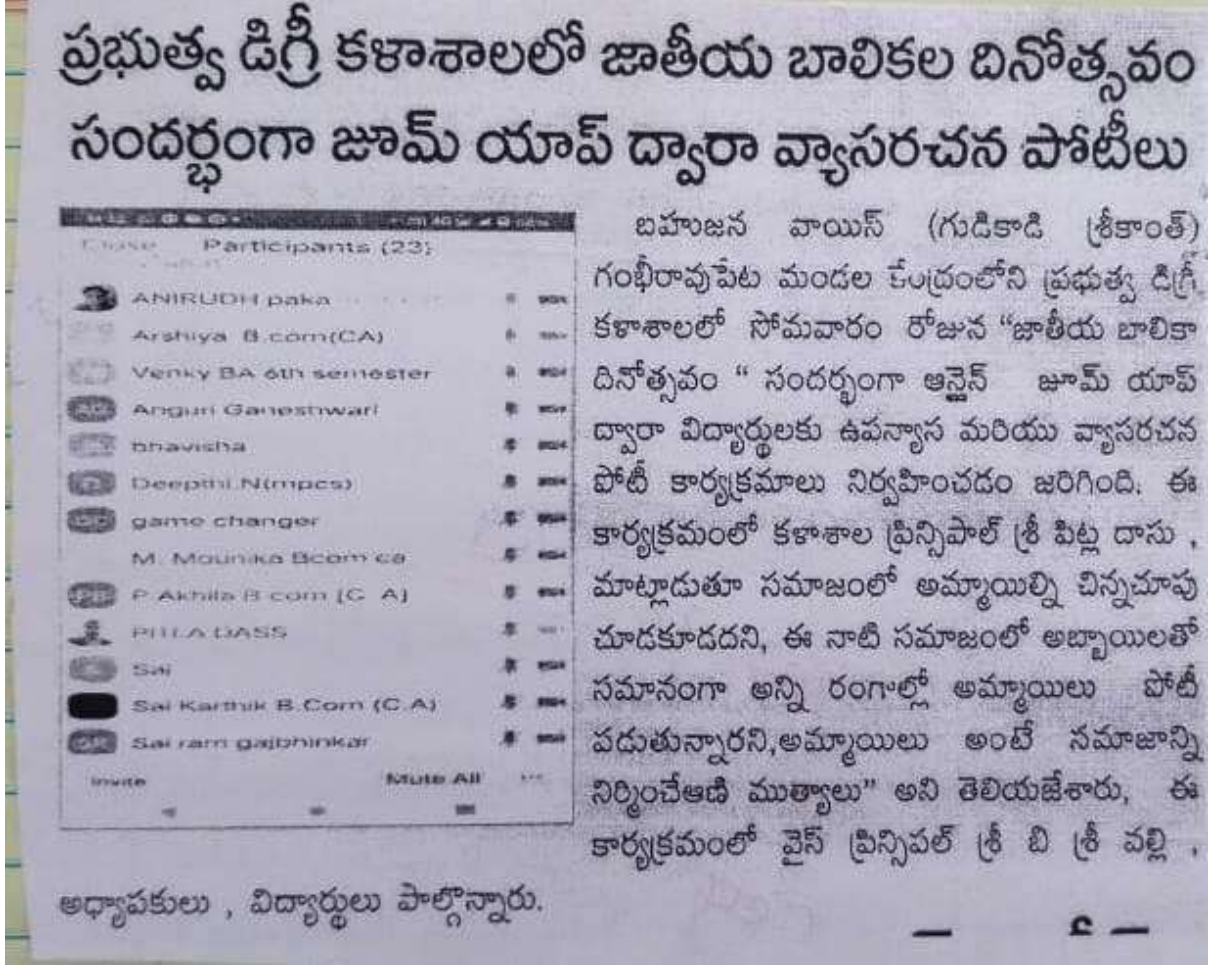 ప్రభుత్వ డిగ్రీ కళాశాలలో జాతీయ బాలికల దినోత్సవం
సందర్భంగా జూమ్ యాప్ ద్వారా వ్యాసరచన పోటీలు
Close Participants (23)
ANIRUDH paka
Arshiya B.com(CA)
Venky BA 6th semester
Anguri Ganeshwari
bhavisha
Deepthi.N(mpcs)
game changer
M. Mounika Bcom ca
P.Akhila B.com [C A]
PITLA DASS
Sai
Sai Karthik B.Com (C.A)
Sai ram gajbhinkar
Invite Mute All
బహుజన వాయిస్ (గుడికాడి శ్రీకాంత్)
గంభీరావుపేట మండల కేంద్రంలోని ప్రభుత్వ డిగ్రీ
కళాశాలలో సోమవారం రోజున “జాతీయ బాలికా
దినోత్సవం “ సందర్భంగా ఆన్లైన్ జూమ్ యాప్
ద్వారా విద్యార్థులకు ఉపన్యాస మరియు వ్యాసరచన
పోటీ కార్యక్రమాలు నిర్వహించడం జరిగింది. ఈ
కార్యక్రమంలో కళాశాల ప్రిన్సిపాల్ శ్రీ పిట్ల దాసు ,
మాట్లాడుతూ సమాజంలో అమ్మాయిల్ని చిన్నచూపు
చూడకూడదని, ఈ నాటి సమాజంలో అబ్బాయిలతో
సమానంగా అన్ని రంగాల్లో అమ్మాయిలు పోటీ
పడుతున్నారని,అమ్మాయిలు అంటే సమాజాన్ని
నిర్మించేఆణి ముత్యాలు” అని తెలియజేశారు, ఈ
కార్యక్రమంలో వైస్ ప్రిన్సిపల్ శ్రీ బి శ్రీ వల్లి ,
అధ్యాపకులు , విద్యార్థులు పాల్గొన్నారు.